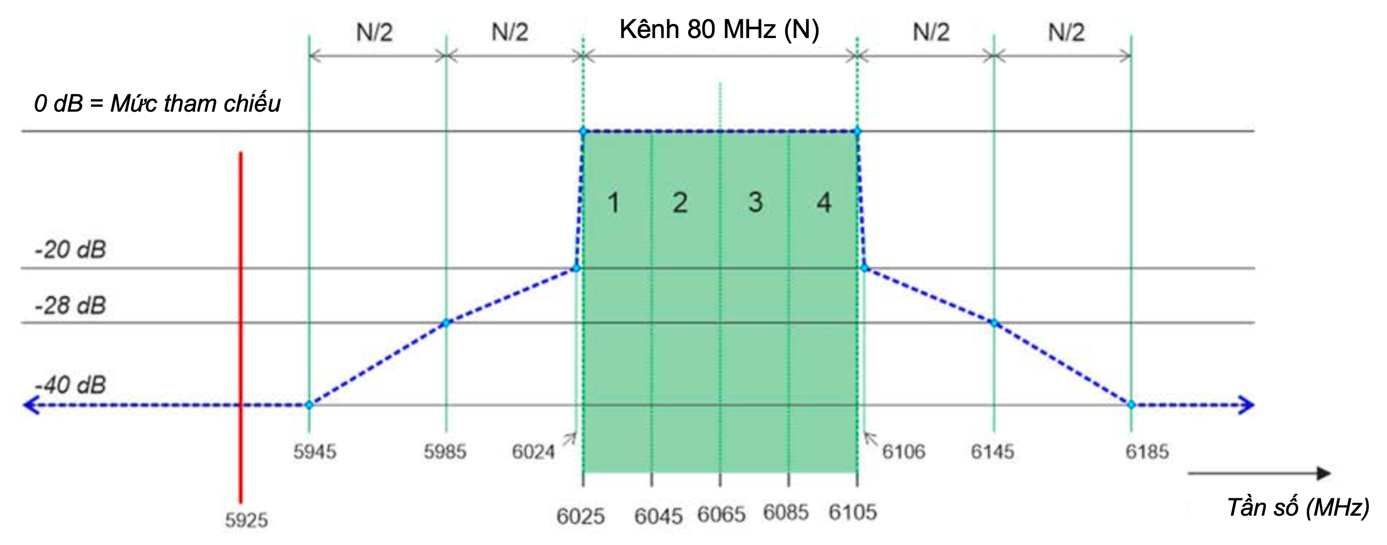 N/2
N/2
Kênh 80 MHz (N)
N/2
N/2
0 dB = Mức tham chiếu
1
2
3
4
-20 dB
-28 dB
-40 dB
5945
5985
6024
6106
6145
6185
5925
6025
6045
6065
6085
6105
Tần số (MHz)